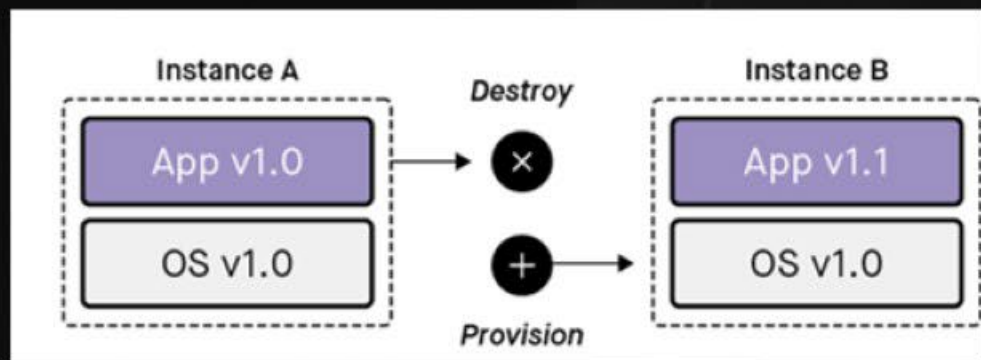 Instance A
Destroy
Instance B
App v1.0
App v1.1
OS v1.0
OS v1.0
Provision